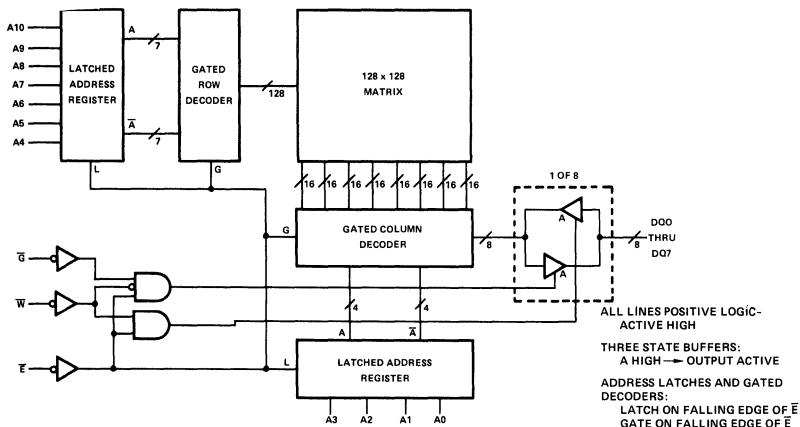 A10
A9
A8
A7
A6
A5
A4
LATCHED
ADDRESS
REGISTER
L
A
7
A̅
7
GATED
ROW
DECODER
G
128
128 x 128
MATRIX
16 16 16 16 16 16 16 16
G
GATED COLUMN
DECODER
8
1 OF 8
A
A
8
DQ0
THRU
DQ7
G̅
W̅
E̅
4
4
A
A̅
L
LATCHED ADDRESS
REGISTER
A3 A2 A1 A0
ALL LINES POSITIVE LOGIC-
ACTIVE HIGH
THREE STATE BUFFERS:
A HIGH → OUTPUT ACTIVE
ADDRESS LATCHES AND GATED
DECODERS:
LATCH ON FALLING EDGE OF E̅
GATE ON FALLING EDGE OF E̅